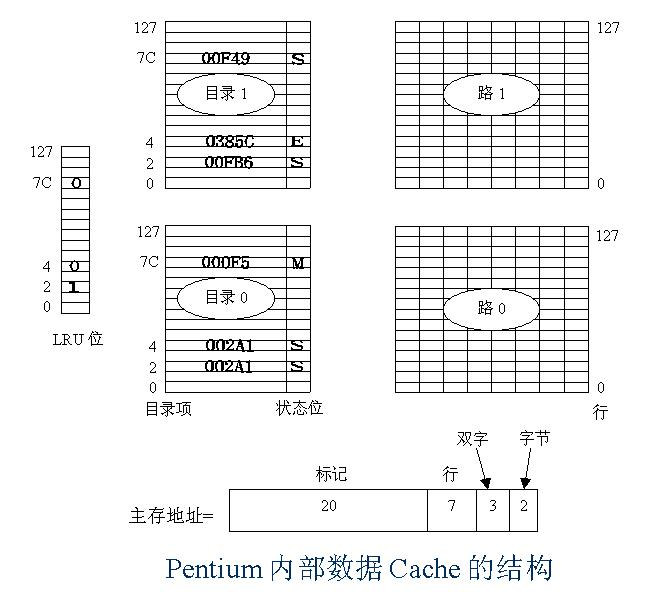 127
7C 00F49 S
目录 1
4 0385C E
2 00FB6 S
0
路 1
127
0
127
7C 0
4 0
2 1
0
LRU 位
127
7C 000F5 M
目录 0
4 002A1 S
2 002A1 S
0
目录项 状态位
路 0
127
0
行
双字 字节
标记 行
主存地址= 20 7 3 2
Pentium 内部数据 Cache 的结构